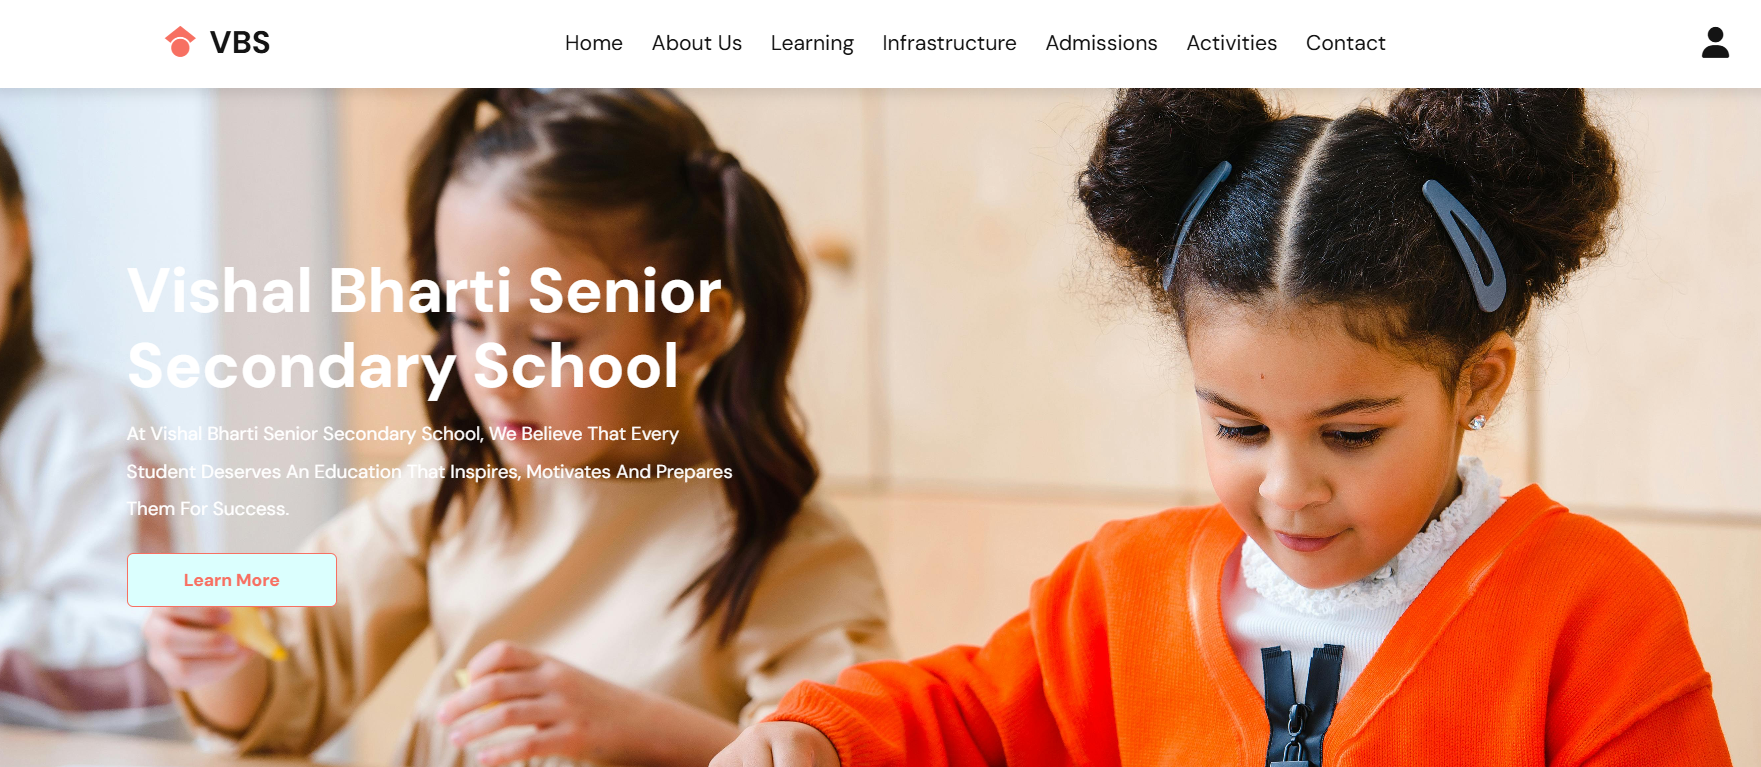 VBS
Home About Us Learning Infrastructure Admissions Activities Contact
Vishal Bharti Senior
Secondary School
At Vishal Bharti Senior Secondary School, We Believe That Every
Student Deserves An Education That Inspires, Motivates And Prepares
Them For Success.
Learn More